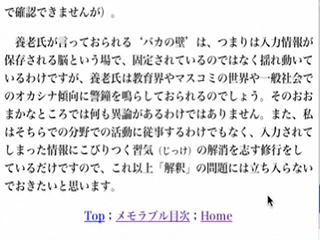 で確認できませんが）。
養老氏が言っておられる‘バカの壁’は、つまりは入力情報が
保存される脳という場で、固定されているのではなく揺れ動いて
いるわけですが、養老氏は教育界やマスコミの世界や一般社会で
のオカシナ傾向に警鐘を鳴らしておられるのでしょう。そのおお
まかなところでは何も異論があるわけではありません。また、私
はそちらでの分野での活動に従事するわけでもなく、入力されて
しまった情報にこびりつく習気（じっけ）の解消を志す修行をし
ているだけですので、これ以上「解釈」の問題には立ち入らない
でおきたいと思います。
Top；メモラブル目次；Home